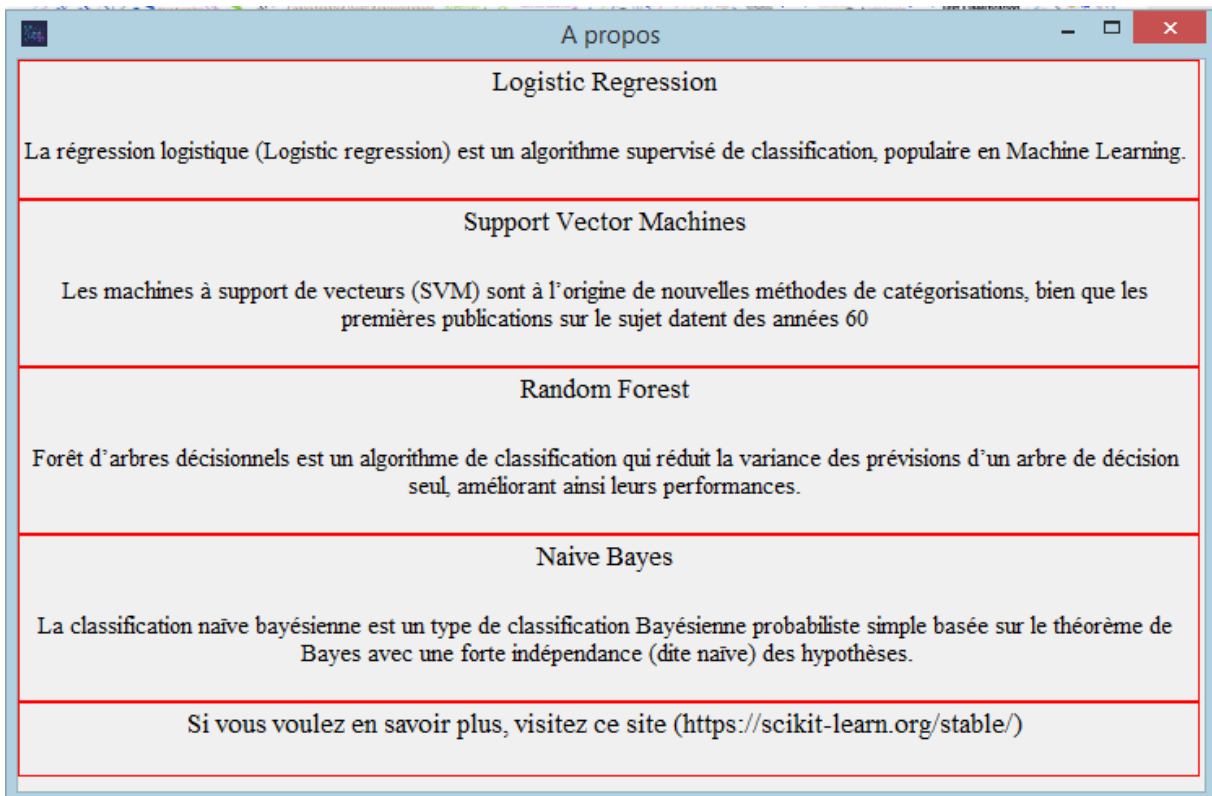 A propos
Logistic Regression
La régression logistique (Logistic regression) est un algorithme supervisé de classification, populaire en Machine Learning.
Support Vector Machines
Les machines à support de vecteurs (SVM) sont à l’origine de nouvelles méthodes de catégorisations, bien que les
premières publications sur le sujet datent des années 60
Random Forest
Forêt d’arbres décisionnels est un algorithme de classification qui réduit la variance des prévisions d’un arbre de décision
seul, améliorant ainsi leurs performances.
Naive Bayes
La classification naïve bayésienne est un type de classification Bayésienne probabiliste simple basée sur le théorème de
Bayes avec une forte indépendance (dite naïve) des hypothèses.
Si vous voulez en savoir plus, visitez ce site (https://scikit-learn.org/stable/)